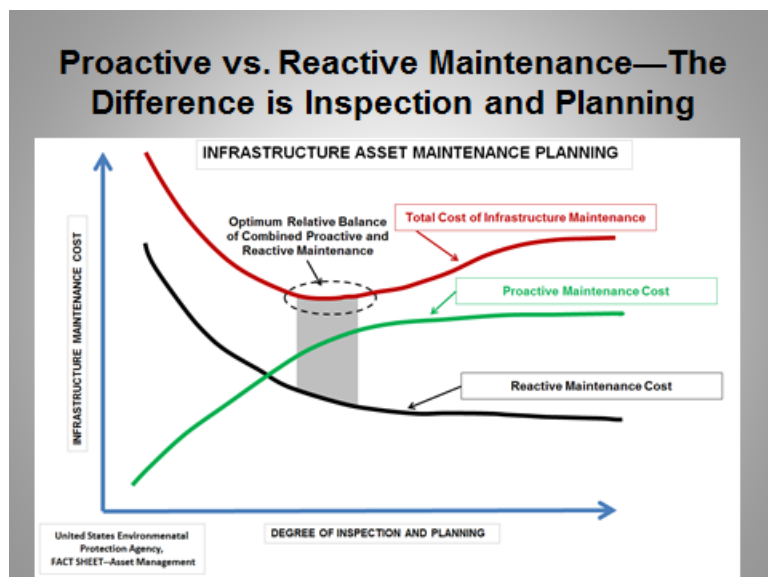 Proactive vs. Reactive Maintenance—The
Difference is Inspection and Planning
INFRASTRUCTURE ASSET MAINTENANCE PLANNING
Optimum Relative Balance
of Combined Proactive and
Reactive Maintenance
Total Cost of Infrastructure Maintenance
Proactive Maintenance Cost
Reactive Maintenance Cost
INFRASTRUCTURE MAINTENANCE COST
DEGREE OF INSPECTION AND PLANNING
United States Environmenatal
Protection Agency,
FACT SHEET--Asset Management